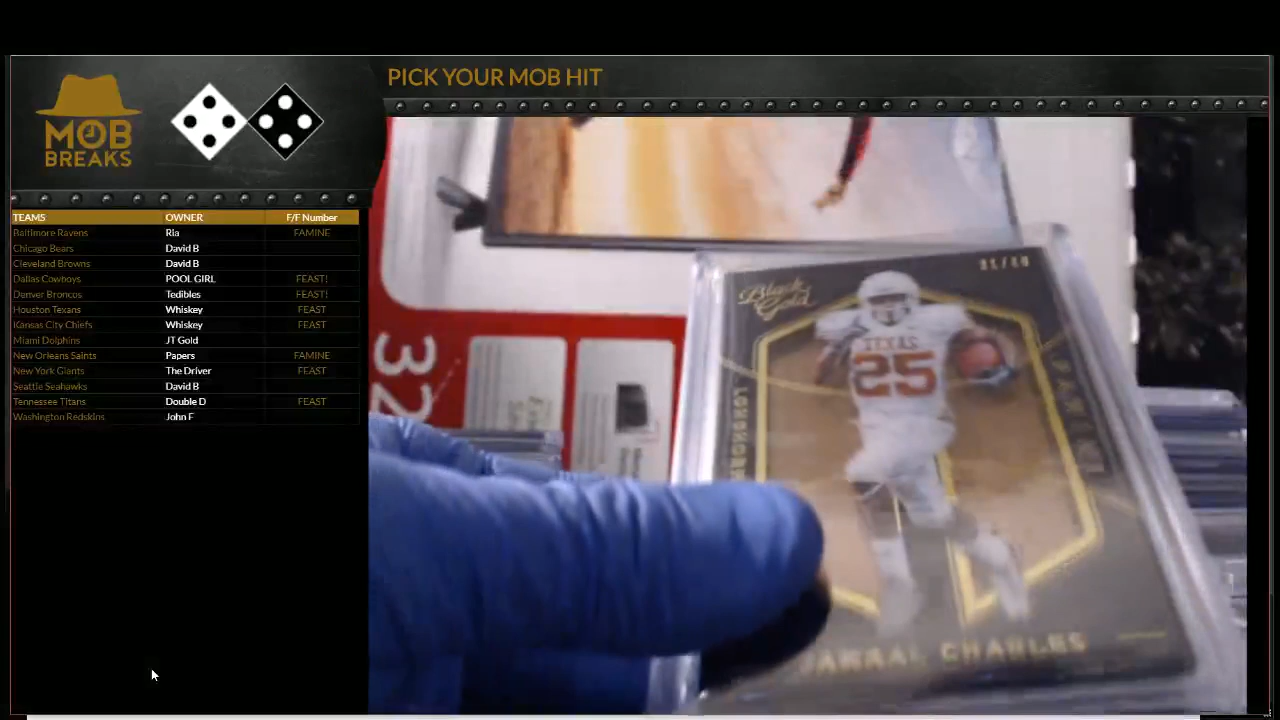 PICK YOUR MOB HIT
MOB
BREAKS
TEAMS OWNER F/F Number
Baltimore Ravens Ria FAMINE
Chicago Bears David B
Cleveland Browns David B
Dallas Cowboys POOL GIRL FEAST!
Denver Broncos Tedibles FEAST!
Houston Texans Whiskey FEAST
Kansas City Chiefs Whiskey FEAST
Miami Dolphins JT Gold
New Orleans Saints Papers FAMINE
New York Giants The Driver FEAST
Seattle Seahawks David B
Tennessee Titans Double D FEAST
Washington Redskins John F
32
Black
Gold
TEXAS
25
PANINI
JAMAAL CHARLES